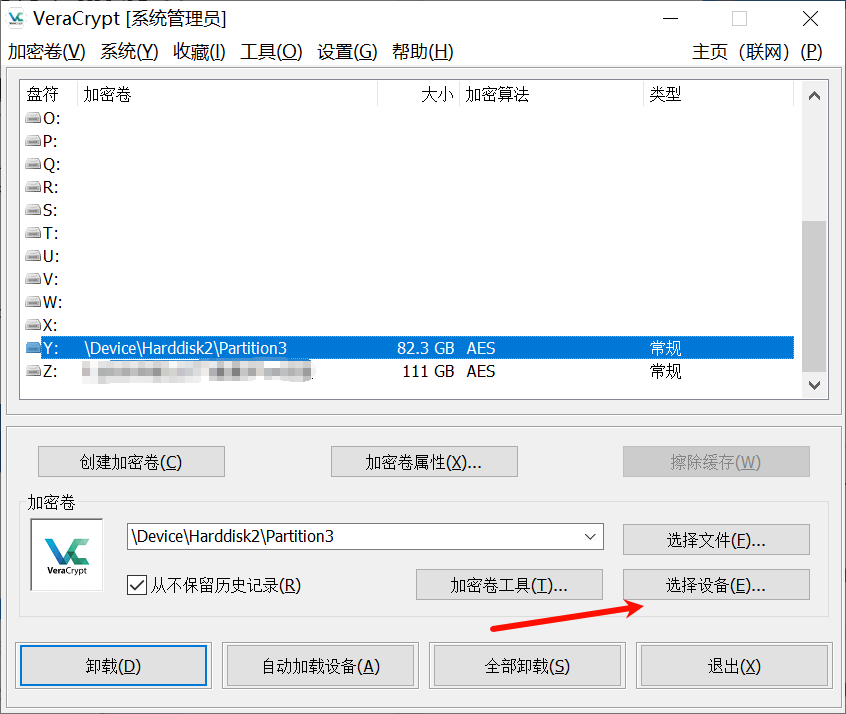 VeraCrypt [系统管理员]
加密卷(V) 系统(Y) 收藏(I) 工具(O) 设置(G) 帮助(H) 主页（联网）(P)
盘符 加密卷 大小 加密算法 类型
O:
P:
Q:
R:
S:
T:
U:
V:
W:
X:
Y: \Device\Harddisk2\Partition3 82.3 GB AES 常规
Z: 111 GB AES 常规
创建加密卷(C) 加密卷属性(X)... 擦除缓存(W)
加密卷
VeraCrypt
\Device\Harddisk2\Partition3 选择文件(F)...
从不保留历史记录(R) 加密卷工具(T)... 选择设备(E)...
卸载(D) 自动加载设备(A) 全部卸载(S) 退出(X)